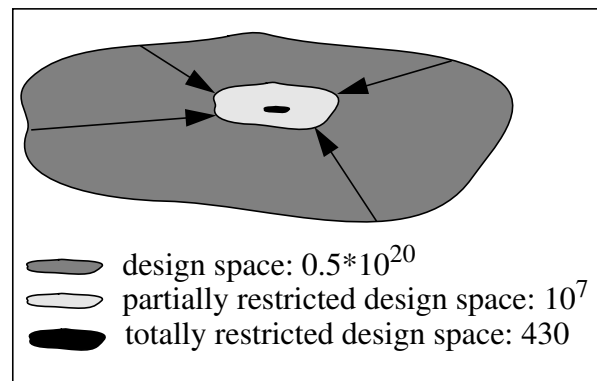 design space: 0.5*10^20
partially restricted design space: 10^7
totally restricted design space: 430